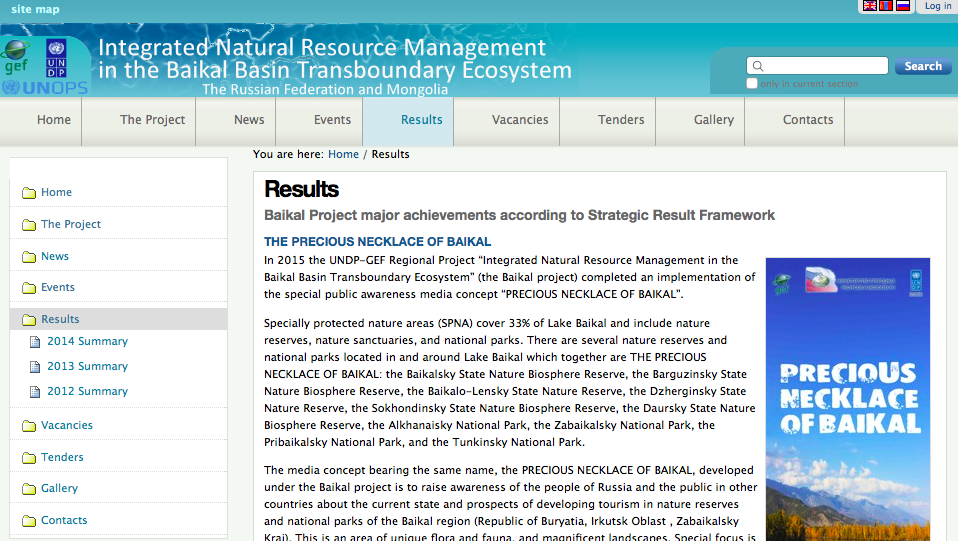 site map
Log in
gef
UN
DP
UNOPS
Integrated Natural Resource Management
in the Baikal Basin Transboundary Ecosystem
The Russian Federation and Mongolia
Search
only in current section
Home The Project News Events Results Vacancies Tenders Gallery Contacts
You are here: Home / Results
Home
The Project
News
Events
Results
2014 Summary
2013 Summary
2012 Summary
Vacancies
Tenders
Gallery
Contacts
Results
Baikal Project major achievements according to Strategic Result Framework
THE PRECIOUS NECKLACE OF BAIKAL
In 2015 the UNDP-GEF Regional Project “Integrated Natural Resource Management in the
Baikal Basin Transboundary Ecosystem” (the Baikal project) completed an implementation of
the special public awareness media concept “PRECIOUS NECKLACE OF BAIKAL”.
Specially protected nature areas (SPNA) cover 33% of Lake Baikal and include nature
reserves, nature sanctuaries, and national parks. There are several nature reserves and
national parks located in and around Lake Baikal which together are THE PRECIOUS
NECKLACE OF BAIKAL: the Baikalsky State Nature Biosphere Reserve, the Barguzinsky State
Nature Biosphere Reserve, the Baikalo-Lensky State Nature Reserve, the Dzherginsky State
Nature Reserve, the Sokhondinsky State Nature Biosphere Reserve, the Daursky State Nature
Biosphere Reserve, the Alkhanaisky National Park, the Zabaikalsky National Park, the
Pribaikalsky National Park, and the Tunkinsky National Park.
The media concept bearing the same name, the PRECIOUS NECKLACE OF BAIKAL, developed
under the Baikal project is to raise awareness of the people of Russia and the public in other
countries about the current state and prospects of developing tourism in nature reserves
and national parks of the Baikal region (Republic of Buryatia, Irkutsk Oblast , Zabaikalsky
Krai). This is an area of unique flora and fauna, and magnificent landscapes. Special focus is
gef
PRECIOUS
NECKLACE
OF BAIKAL